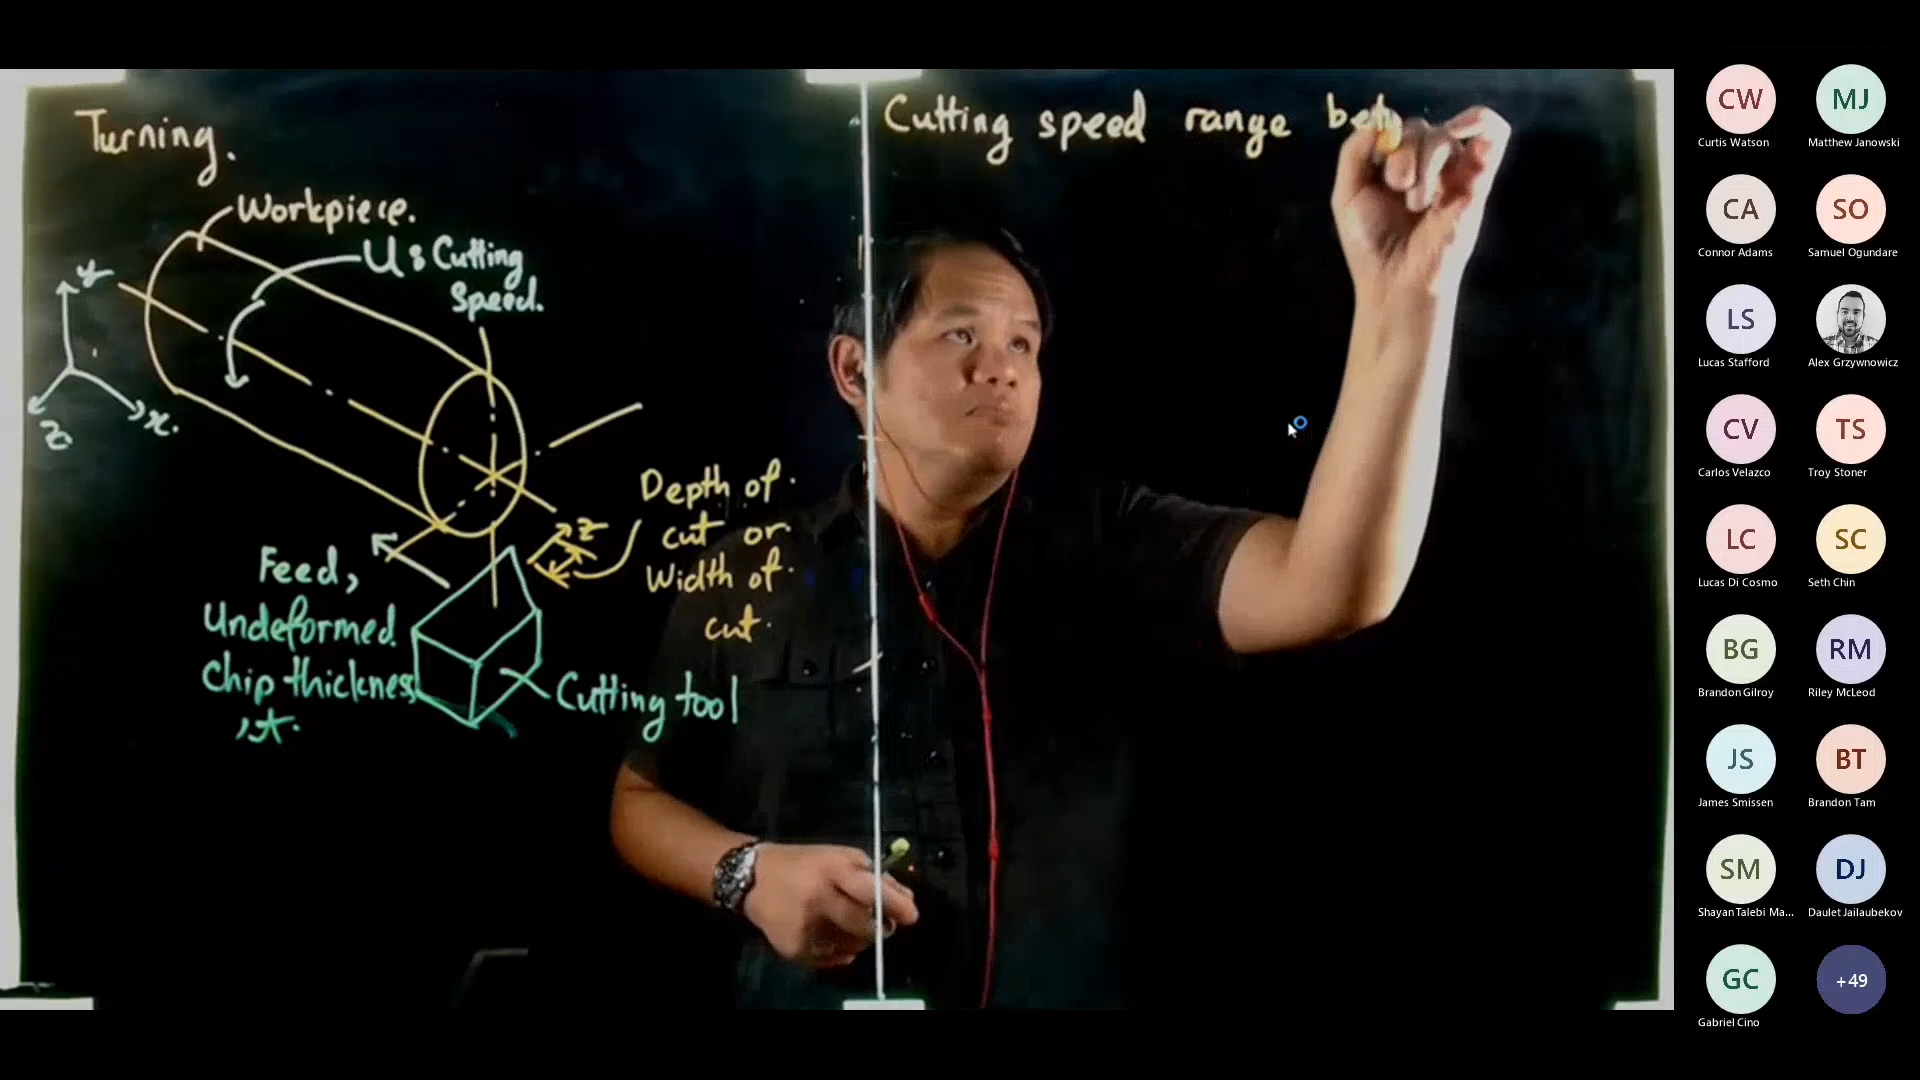 Turning.
Workpiece.
U: Cutting
Speed.
y
x.
z
Depth of
cut or
Width of
cut.
z
Feed,
Undeformed
Chip thickness
, t.
Cutting tool
Cutting speed range
CW
Curtis Watson
MJ
Matthew Janowski
CA
Connor Adams
SO
Samuel Ogundare
LS
Lucas Stafford
Alex Grzywnowicz
CV
Carlos Velazco
TS
Troy Stoner
LC
Lucas Di Cosmo
SC
Seth Chin
BG
Brandon Gilroy
RM
Riley McLeod
JS
James Smissen
BT
Brandon Tam
SM
Shayan Talebi Ma...
DJ
Daulet Jailaubekov
GC
Gabriel Cino
+49